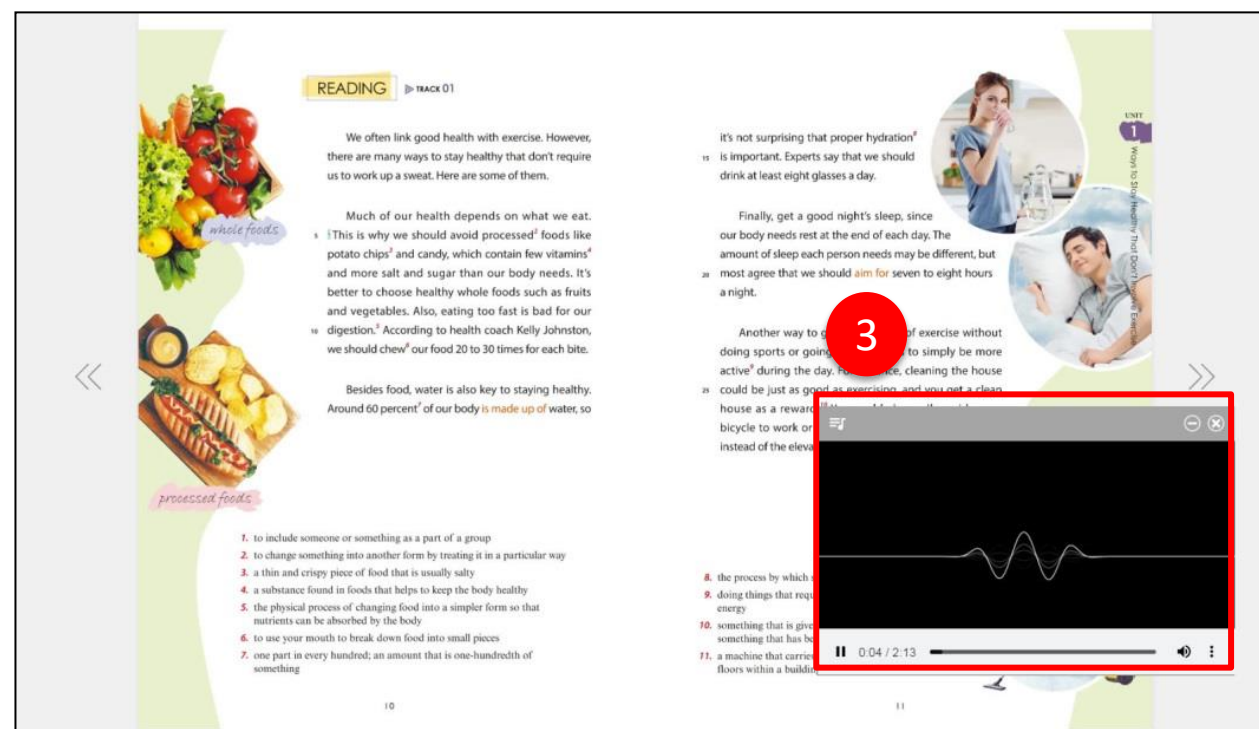 READING TRACK 01
We often link good health with exercise. However,
there are many ways to stay healthy that don't require
us to work up a sweat. Here are some of them.
Much of our health depends on what we eat.
5 This is why we should avoid processed2 foods like
potato chips3 and candy, which contain few vitamins4
and more salt and sugar than our body needs. It's
better to choose healthy whole foods such as fruits
and vegetables. Also, eating too fast is bad for our
10 digestion.5 According to health coach Kelly Johnston,
we should chew6 our food 20 to 30 times for each bite.
Besides food, water is also key to staying healthy.
Around 60 percent7 of our body is made up of water, so
whole foods
processed foods
1. to include someone or something as a part of a group
2. to change something into another form by treating it in a particular way
3. a thin and crispy piece of food that is usually salty
4. a substance found in foods that helps to keep the body healthy
5. the physical process of changing food into a simpler form so that
nutrients can be absorbed by the body
6. to use your mouth to break down food into small pieces
7. one part in every hundred; an amount that is one-hundredth of
something
10
it's not surprising that proper hydration8
15 is important. Experts say that we should
drink at least eight glasses a day.
Finally, get a good night's sleep, since
our body needs rest at the end of each day. The
amount of sleep each person needs may be different, but
20 most agree that we should aim for seven to eight hours
a night.
Another way to of exercise without
doing sports or going to simply be more
active9 during the day. cleaning the house
25 could be just as good as exercising, and you get a clean
house as a reward
bicycle to work or
instead of the
3
UNIT
1
Ways to Stay Healthy That Don't Involve Exercise
0:04 / 2:13
8. the process by which
9. doing things that
energy
10. something that is
something that has
11. a machine that
floors within a
11